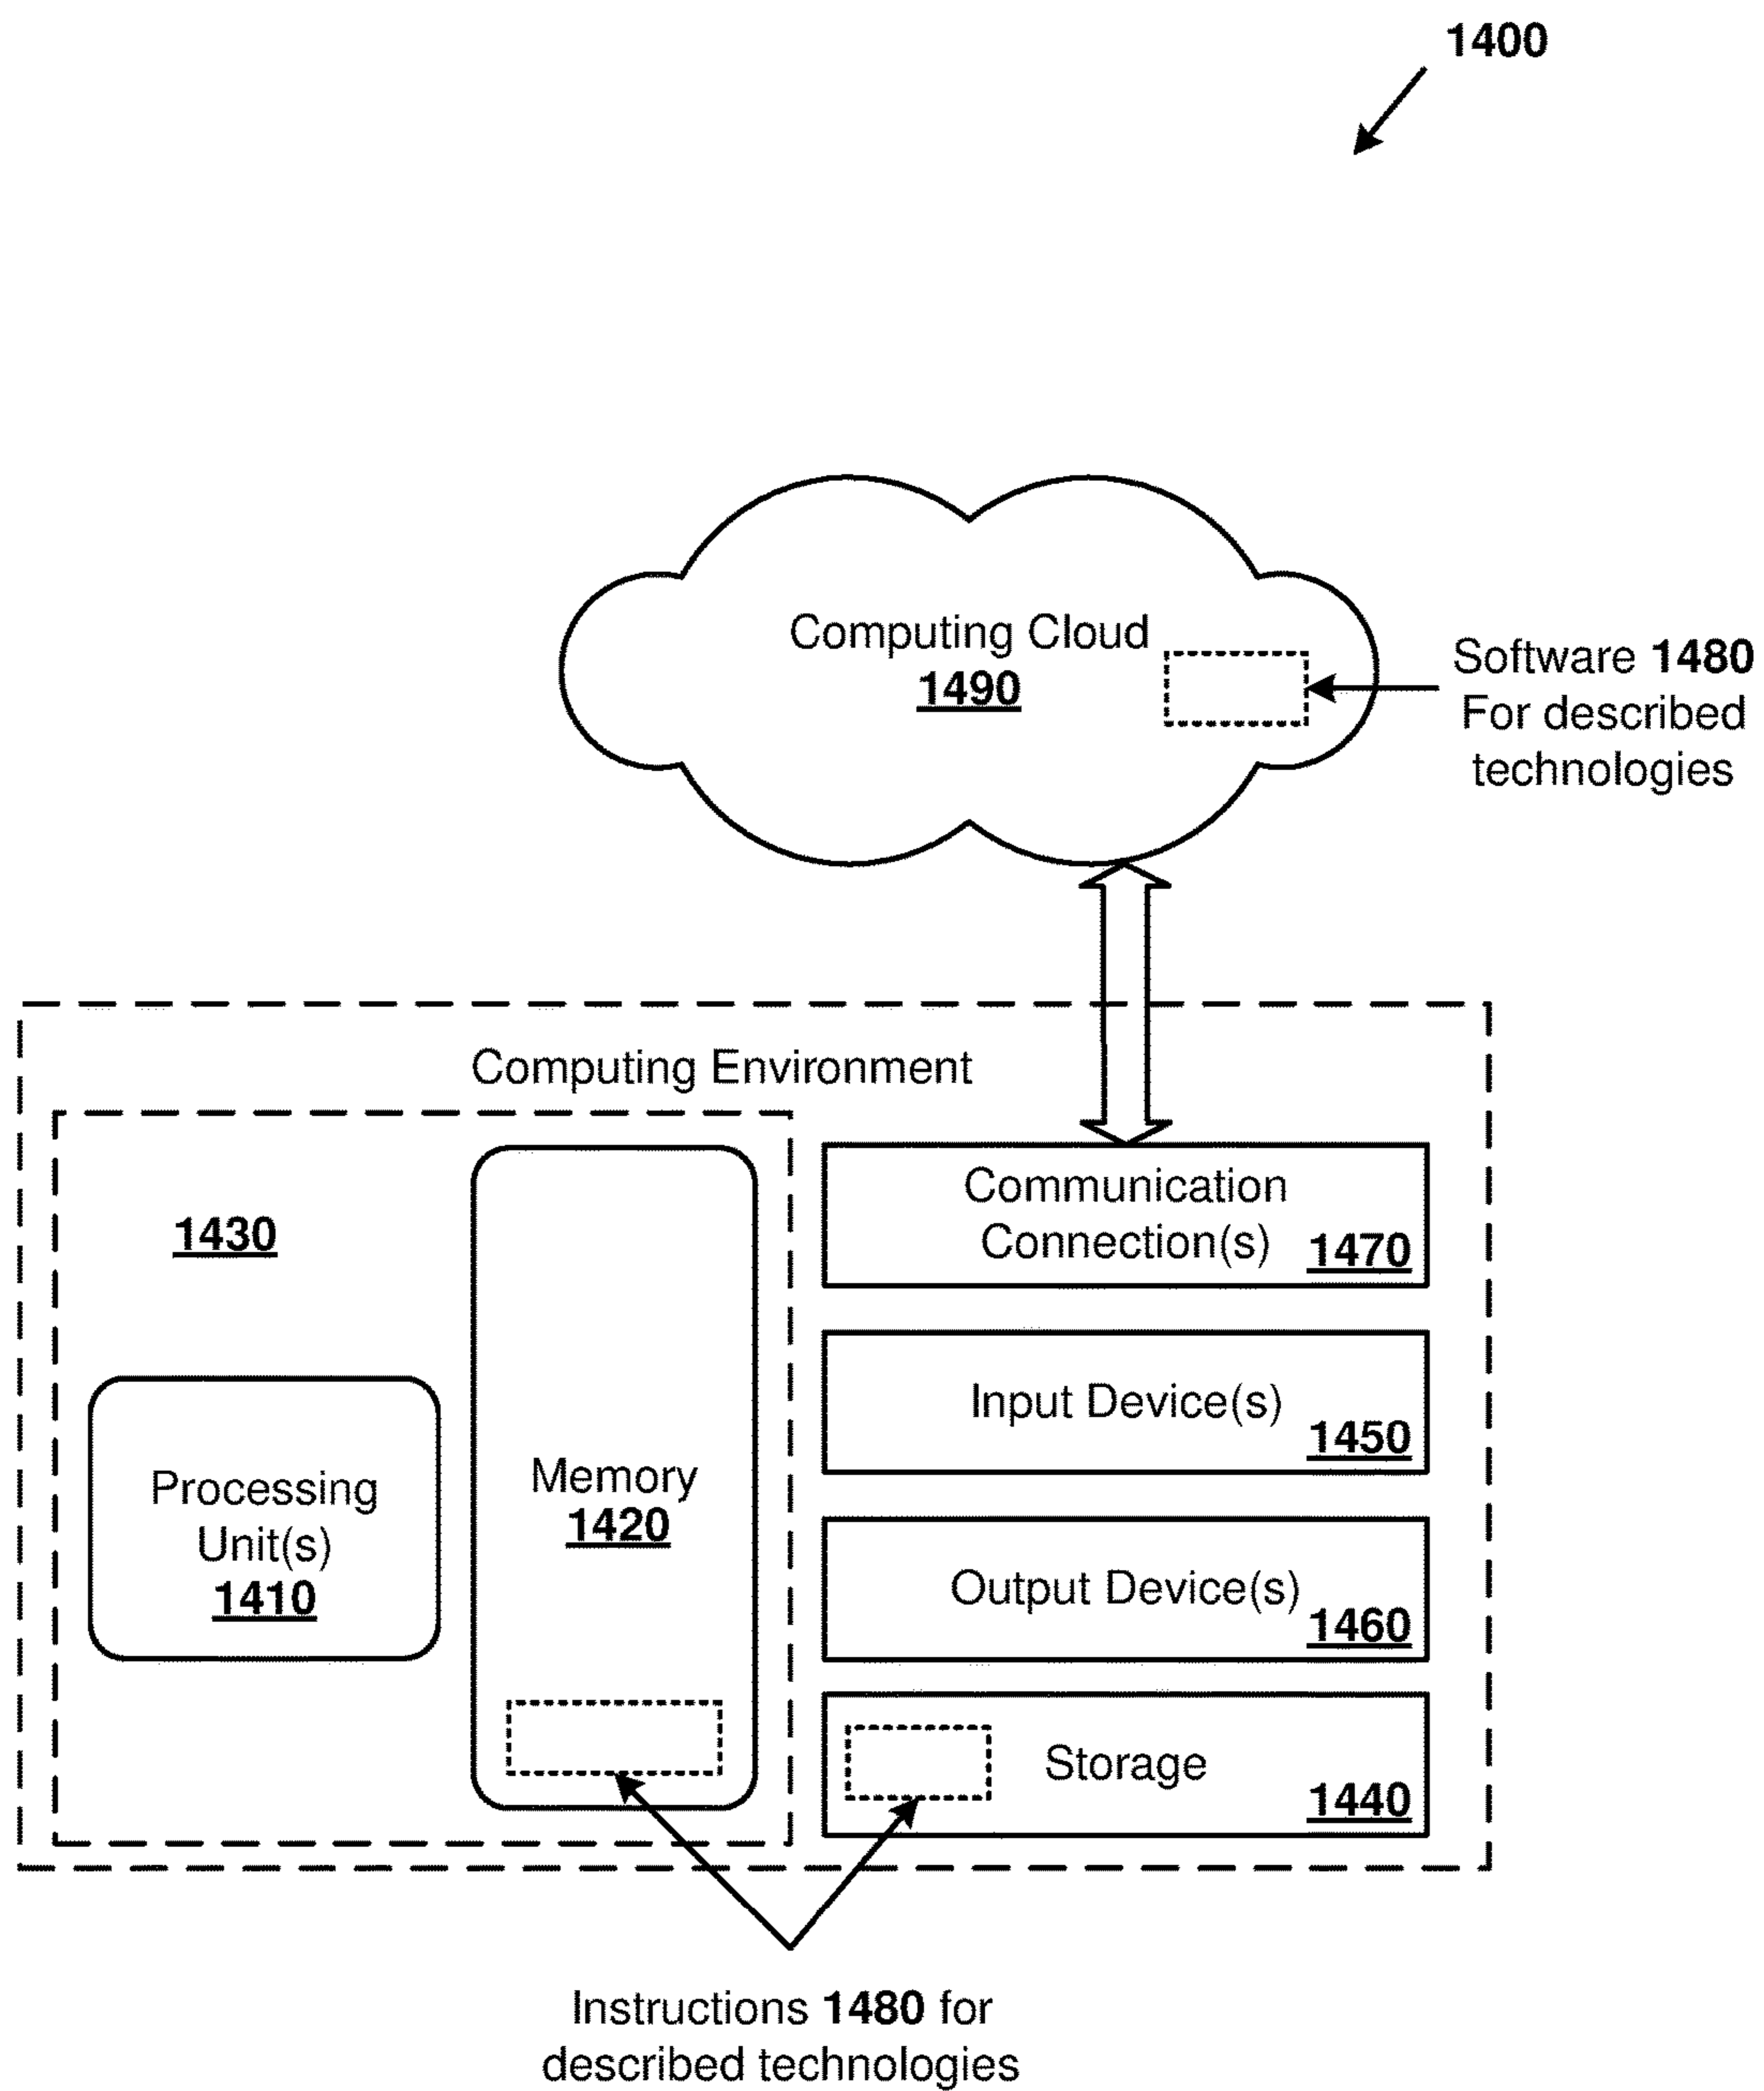 1400
Computing Cloud
1490
Software 1480
For described
technologies
Computing Environment
1430
Processing
Unit(s)
1410
Memory
1420
Communication
Connection(s)
1470
Input Device(s)
1450
Output Device(s)
1460
Storage
1440
Instructions 1480 for
described technologies